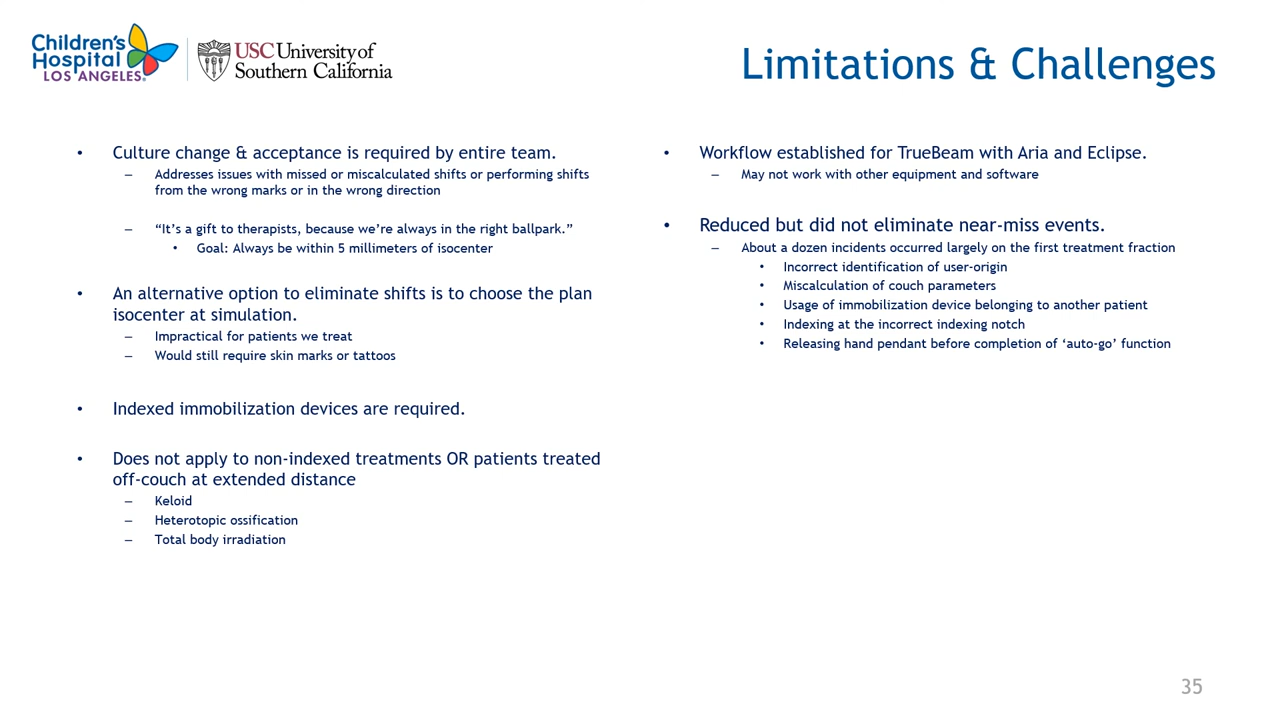 Children's
Hospital
LOS ANGELES®
USC University of
Southern California
Limitations & Challenges
• Culture change & acceptance is required by entire team.
– Addresses issues with missed or miscalculated shifts or performing shifts
from the wrong marks or in the wrong direction
– “It’s a gift to therapists, because we’re always in the right ballpark.”
• Goal: Always be within 5 millimeters of isocenter
• An alternative option to eliminate shifts is to choose the plan
isocenter at simulation.
– Impractical for patients we treat
– Would still require skin marks or tattoos
• Indexed immobilization devices are required.
• Does not apply to non-indexed treatments OR patients treated
off-couch at extended distance
– Keloid
– Heterotopic ossification
– Total body irradiation
• Workflow established for TrueBeam with Aria and Eclipse.
– May not work with other equipment and software
• Reduced but did not eliminate near-miss events.
– About a dozen incidents occurred largely on the first treatment fraction
• Incorrect identification of user-origin
• Miscalculation of couch parameters
• Usage of immobilization device belonging to another patient
• Indexing at the incorrect indexing notch
• Releasing hand pendant before completion of ‘auto-go’ function
35